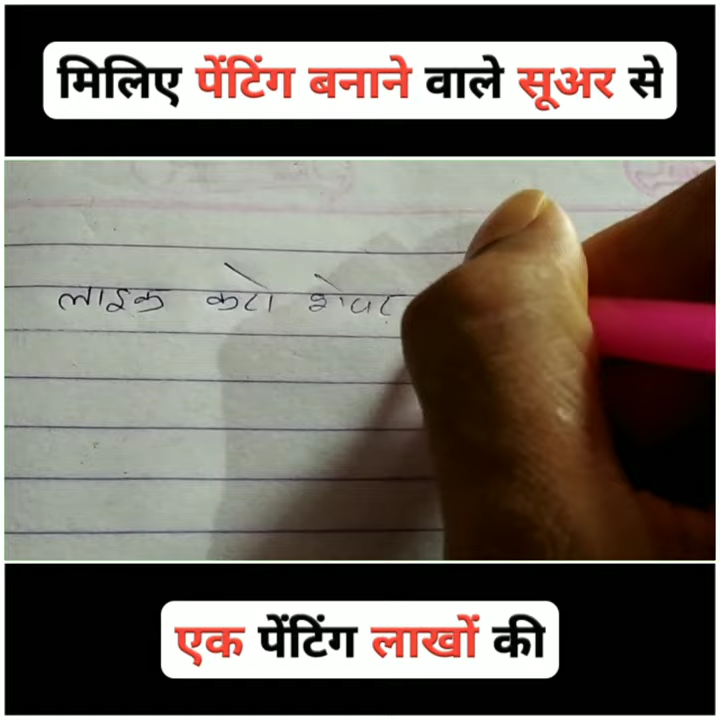 मिलिए पेंटिंग बनाने वाले सूअर से
लाइक करो शेयर
एक पेंटिंग लाखों की